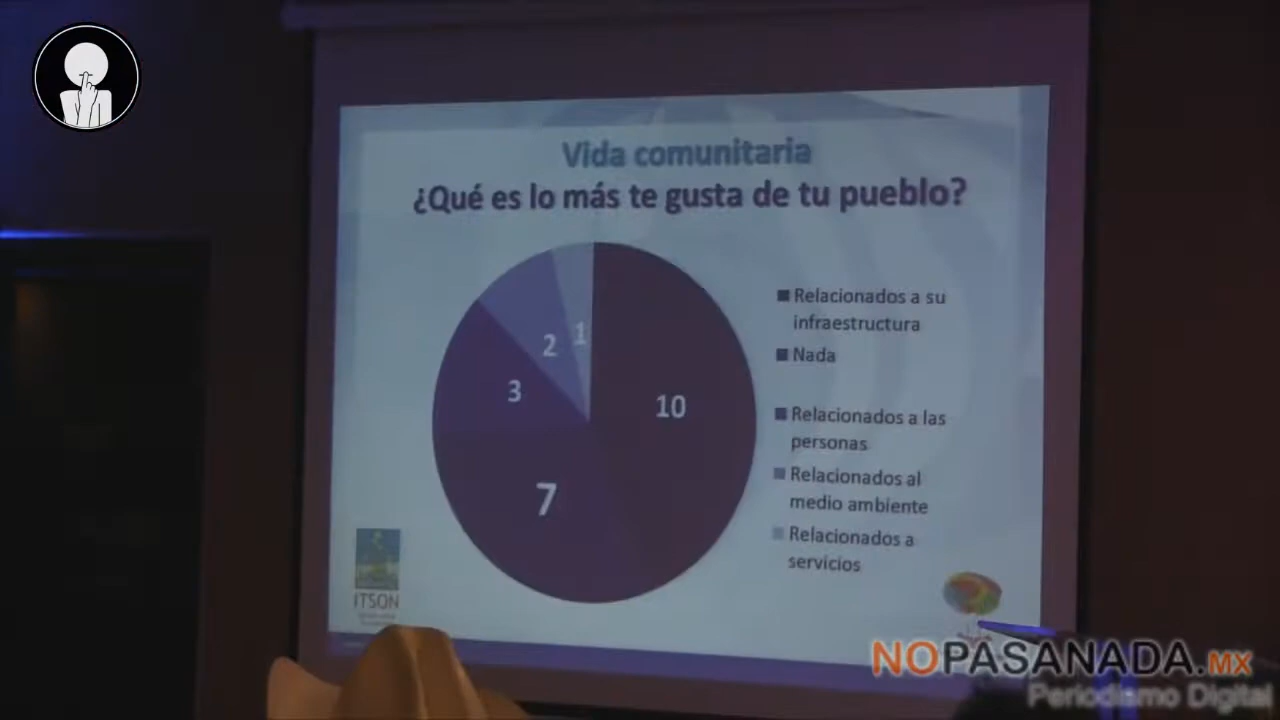 Vida comunitaria
¿Qué es lo más te gusta de tu pueblo?
10
7
3
2
1
Relacionados a su
infraestructura
Nada
Relacionados a las
personas
Relacionados al
medio ambiente
Relacionados a
servicios
ITSON
NOPASANADA.MX
Periodismo Digital